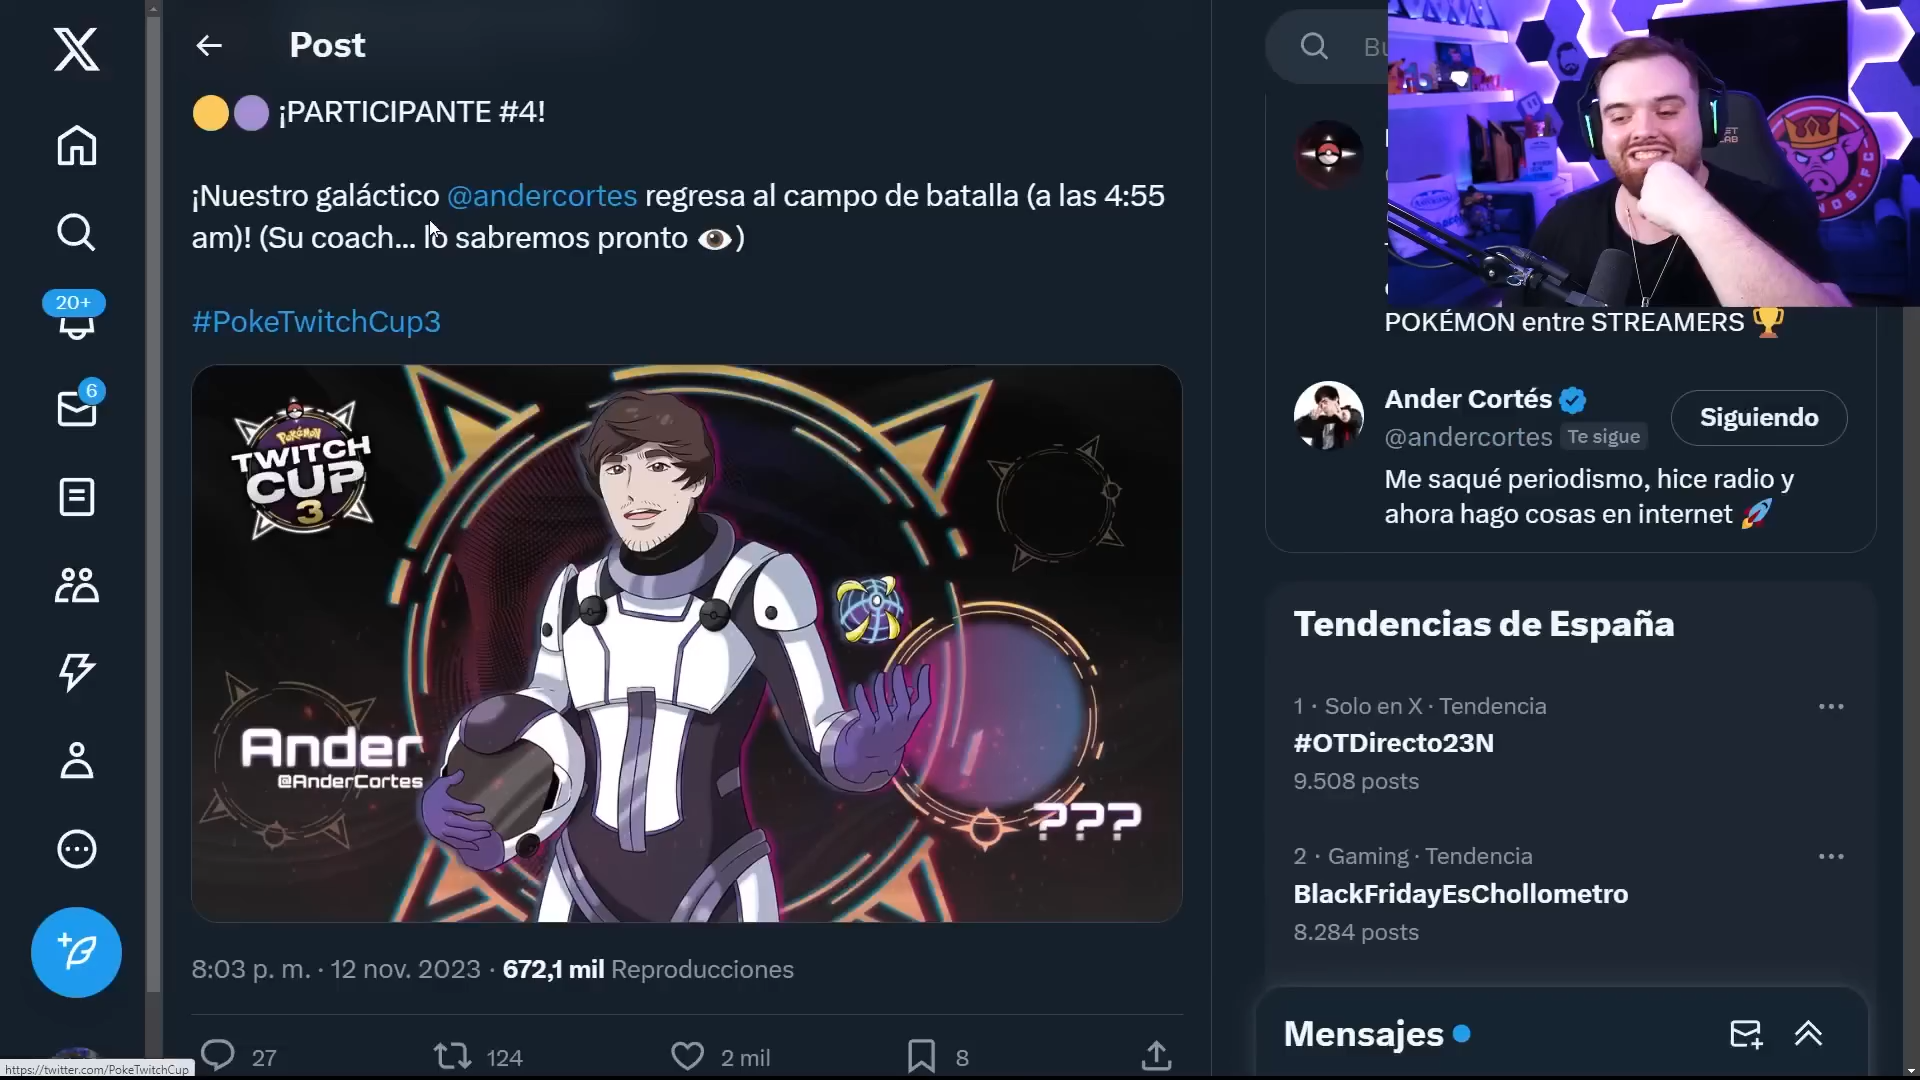 Post
Bu
🟡🟣 ¡PARTICIPANTE #4!
¡Nuestro galáctico @andercortes regresa al campo de batalla (a las 4:55
am)! (Su coach... lo sabremos pronto 👁️)
#PokeTwitchCup3
Pokémon
TWITCH
CUP
3
Ander
@AnderCortes
???
8:03 p. m. · 12 nov. 2023 · 672,1 mil Reproducciones
27
124
2 mil
8
20+
6
https://twitter.com/PokeTwitchCup
POKÉMON entre STREAMERS 🏆
Ander Cortés
Siguiendo
@andercortes Te sigue
Me saqué periodismo, hice radio y
ahora hago cosas en internet 🚀
Tendencias de España
1 · Solo en X · Tendencia
#OTDirecto23N
9.508 posts
2 · Gaming · Tendencia
BlackFridayEsChollometro
8.284 posts
Mensajes